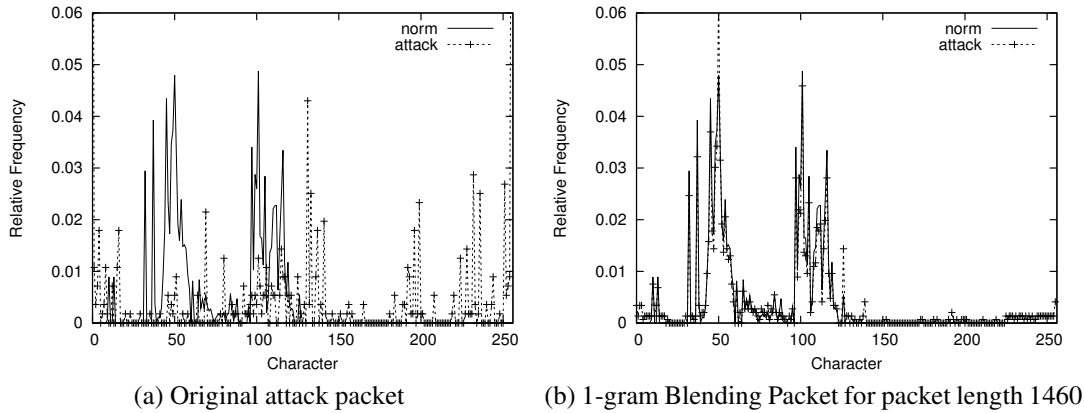 0.06
0.05
0.04
0.03
0.02
0.01
0
Relative Frequency
norm
attack
0 50 100 150 200 250
Character
(a) Original attack packet
0.06
0.05
0.04
0.03
0.02
0.01
0
Relative Frequency
norm
attack
0 50 100 150 200 250
Character
(b) 1-gram Blending Packet for packet length 1460